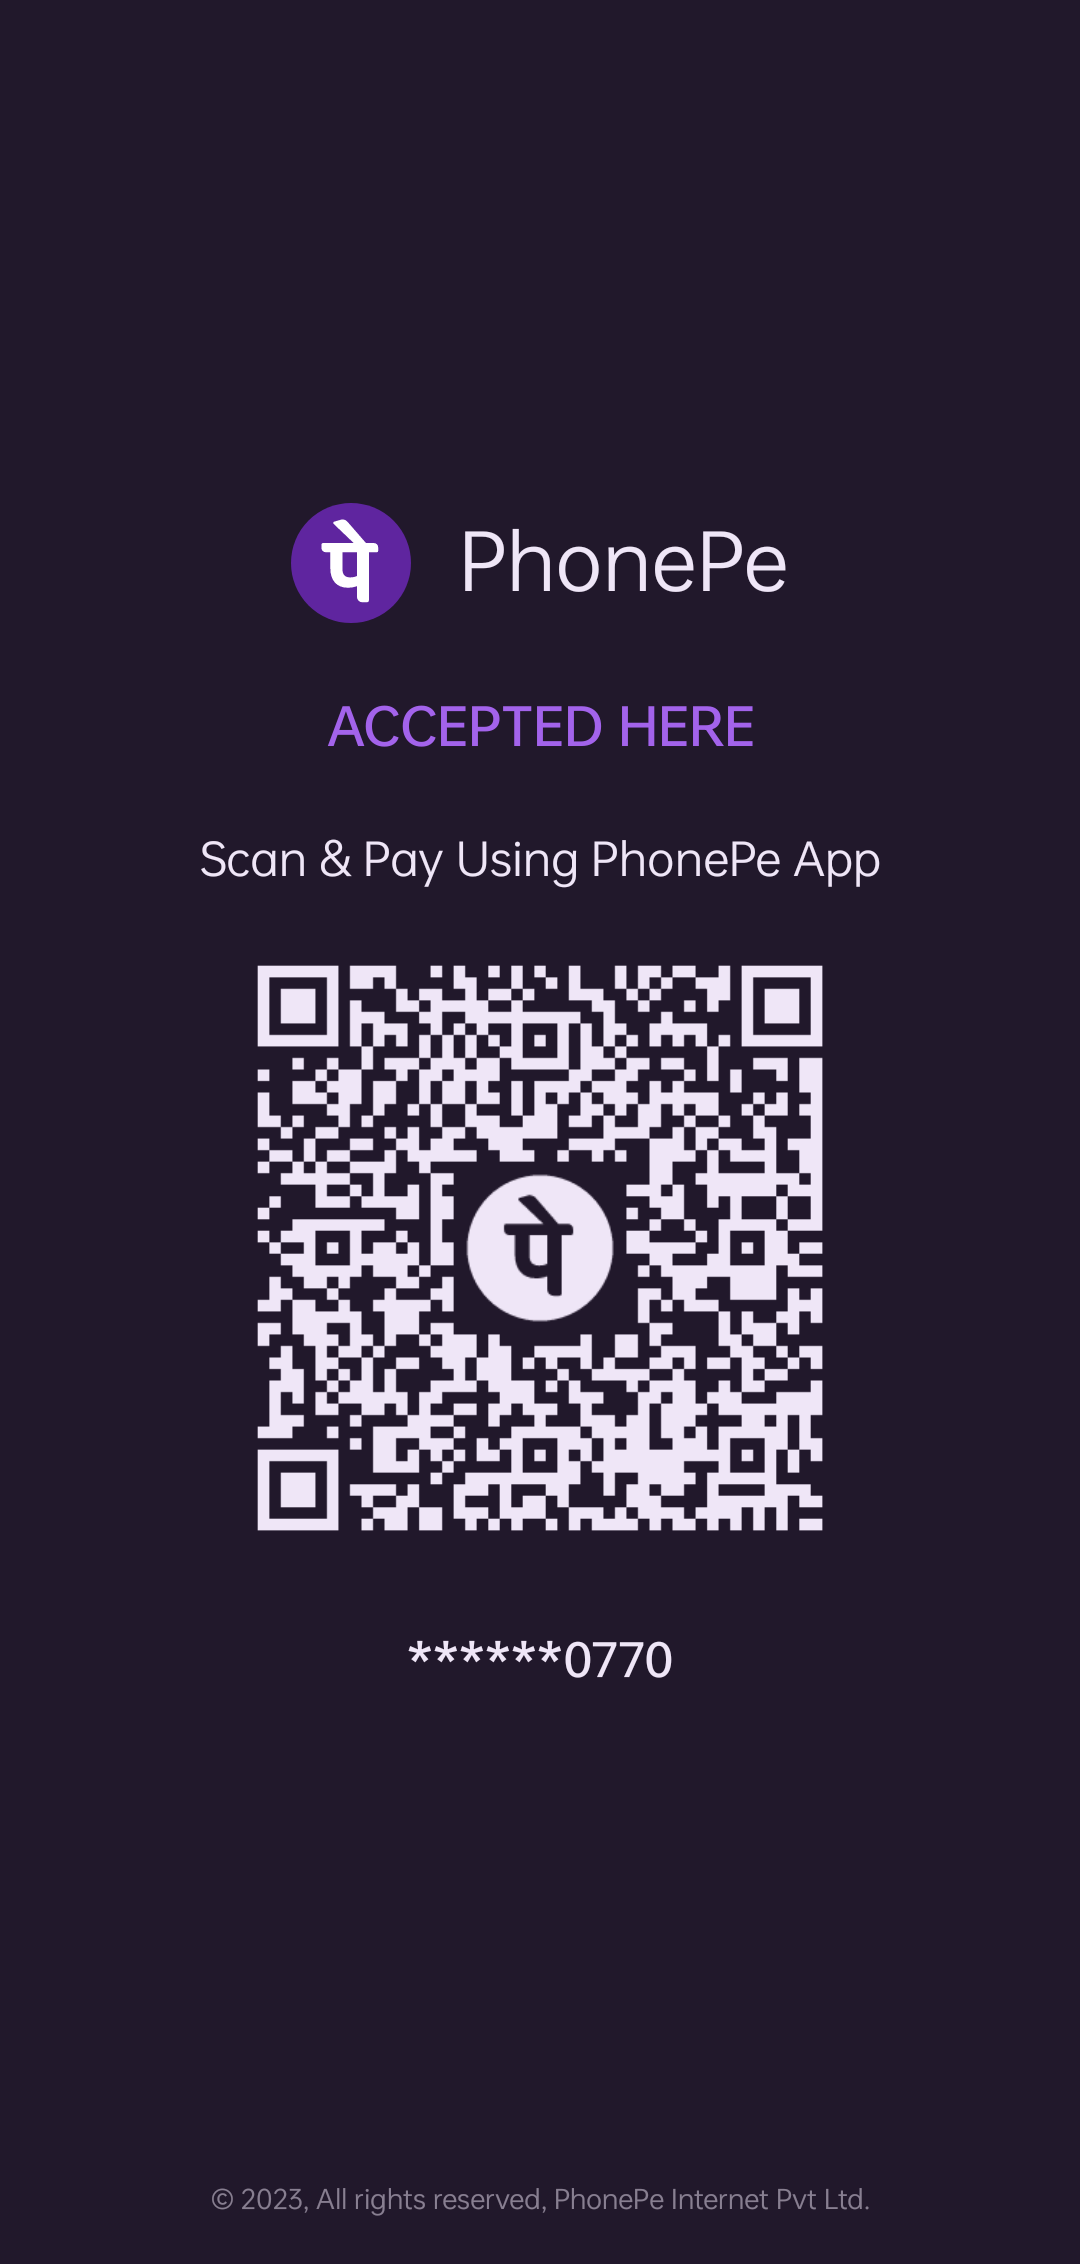 पे PhonePe
ACCEPTED HERE
Scan & Pay Using PhonePe App
पे
******0770
© 2023, All rights reserved, PhonePe Internet Pvt Ltd.